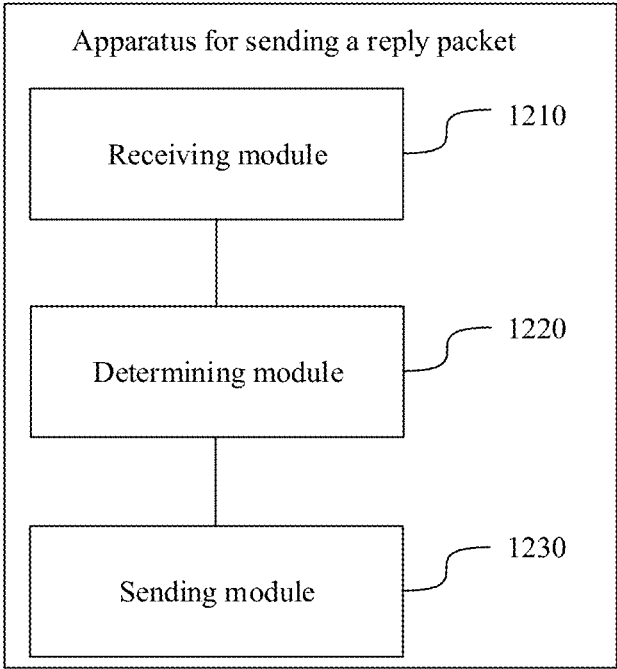 Apparatus for sending a reply packet
Receiving module
1210
Determining module
1220
Sending module
1230